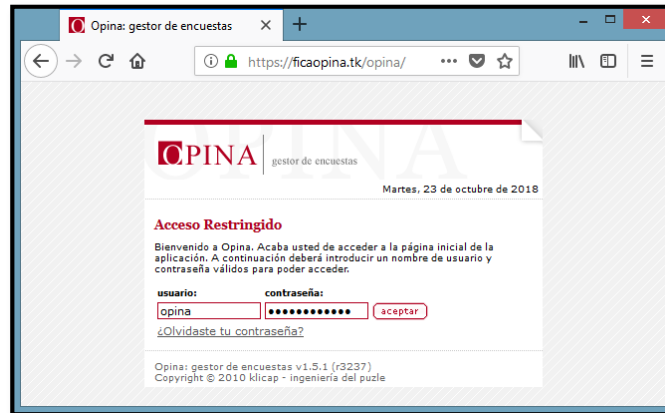 Opina: gestor de encuestas
https://ficaopina.tk/opina/
OPINA
OPINA gestor de encuestas
Martes, 23 de octubre de 2018
Acceso Restringido
Bienvenido a Opina. Acaba usted de acceder a la página inicial de la
aplicación. A continuación deberá introducir un nombre de usuario y
contraseña válidos para poder acceder.
usuario: contraseña:
opina ●●●●●●●●●●●● aceptar
¿Olvidaste tu contraseña?
Opina: gestor de encuestas v1.5.1 (r3237)
Copyright © 2010 klicap - ingeniería del puzle